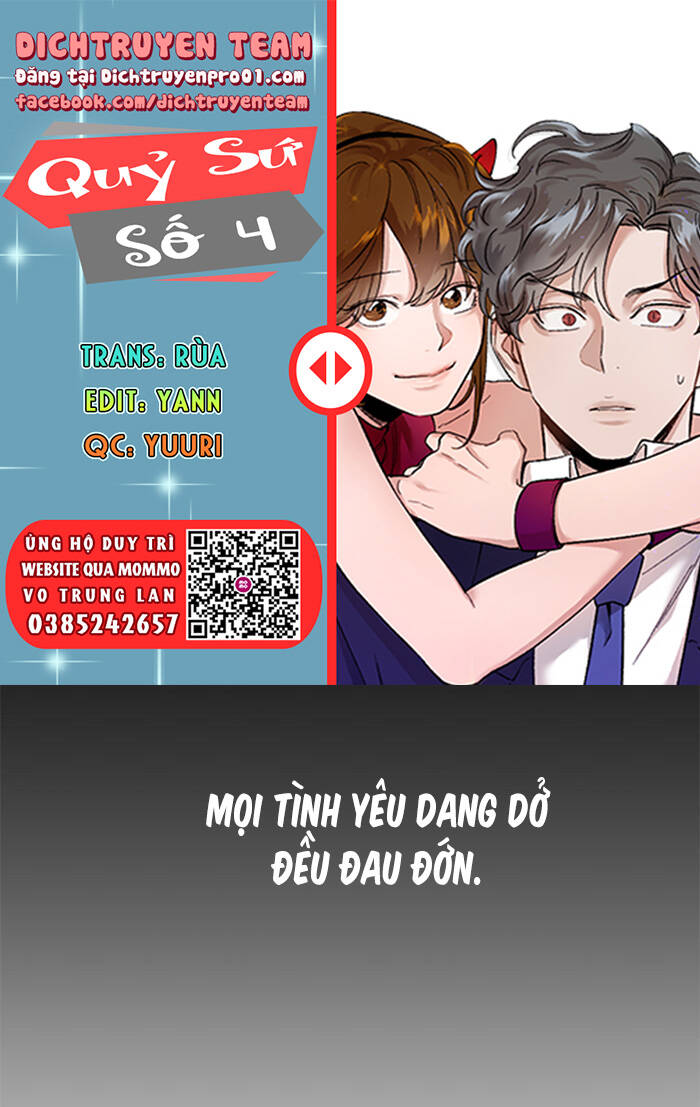 DICHTRUYEN TEAM
Đăng tại Dichtruyenpro01.com
facebook.com/dichtruyenteam
Quỷ Sứ
Số 4
TRANS: RÙA
EDIT: YANN
QC: YUURI
ỦNG HỘ DUY TRÌ
WEBSITE QUA MOMMO
VO TRUNG LAN
0385242657
MỌI TÌNH YÊU DANG DỞ
ĐỀU ĐAU ĐỚN.